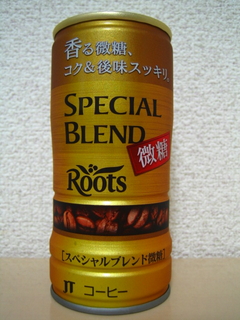 香る微糖、
コク&後味スッキリ。
SPECIAL
BLEND
微糖
Roots
[スペシャルブレンド微糖]
JT コーヒー